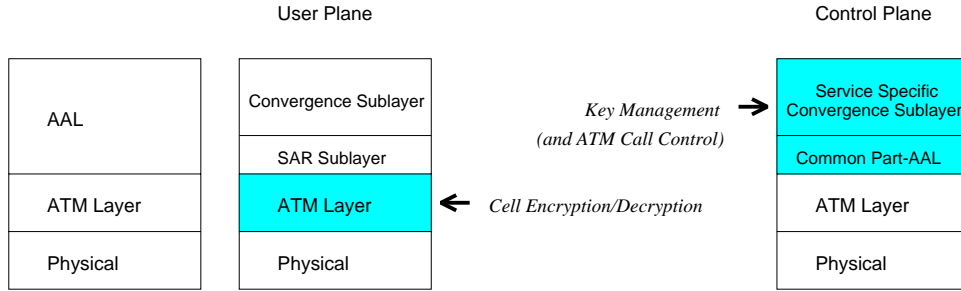 User Plane
Control Plane
AAL
ATM Layer
Physical
Convergence Sublayer
SAR Sublayer
ATM Layer
Physical
Key Management
(and ATM Call Control)
Cell Encryption/Decryption
Service Specific
Convergence Sublayer
Common Part-AAL
ATM Layer
Physical